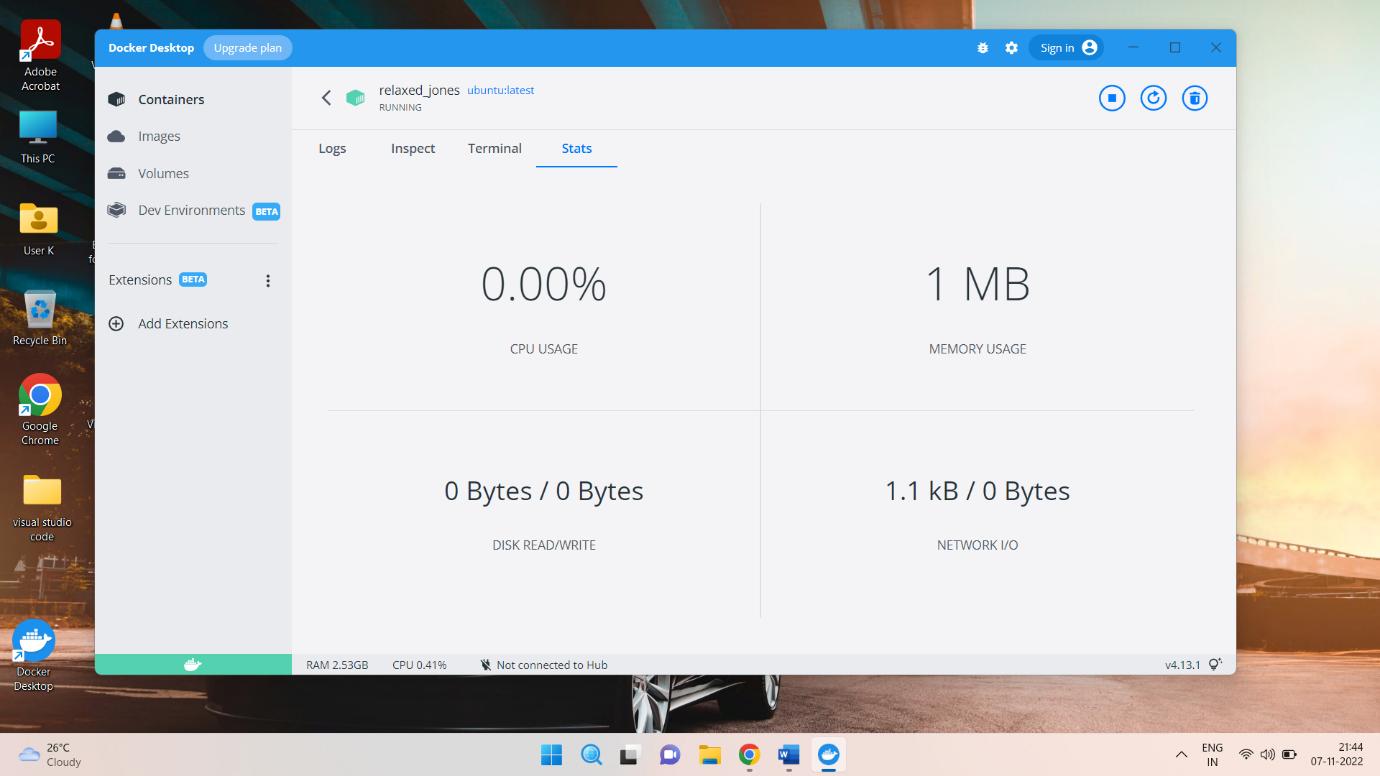 Adobe
Acrobat
This PC
User K
Recycle Bin
Google
Chrome
visual studio
code
Docker
Desktop
Docker Desktop
Upgrade plan
Sign in
Containers
Images
Volumes
Dev Environments BETA
Extensions BETA
Add Extensions
relaxed_jones ubuntu:latest
RUNNING
Logs Inspect Terminal Stats
0.00%
CPU USAGE
1 MB
MEMORY USAGE
0 Bytes / 0 Bytes
DISK READ/WRITE
1.1 kB / 0 Bytes
NETWORK I/O
RAM 2.53GB CPU 0.41% Not connected to Hub v4.13.1
26°C
Cloudy
W
ENG
IN
21:44
07-11-2022